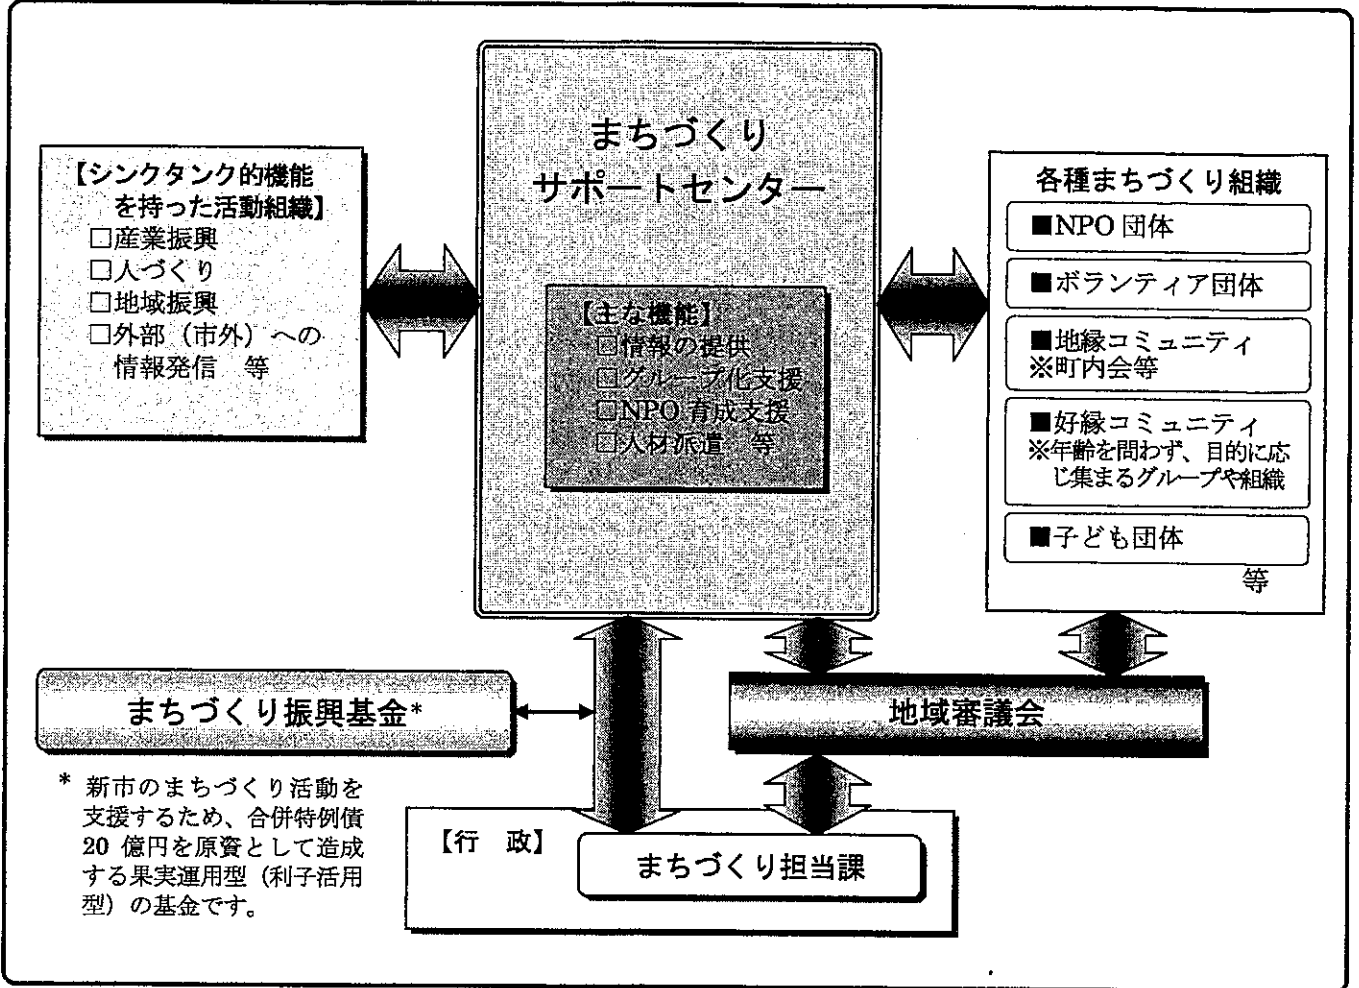 まちづくり
サポートセンター
【主な機能】
□情報の提供
□グループ化支援
□NPO 育成支援
□人材派遣 等
【シンクタンク的機能
を持った活動組織】
□産業振興
□人づくり
□地域振興
□外部（市外）への
情報発信 等
各種まちづくり組織
■NPO 団体
■ボランティア団体
■地縁コミュニティ
※町内会等
■好縁コミュニティ
※年齢を問わず、目的に応
じ集まるグループや組織
■子ども団体
等
まちづくり振興基金*
地域審議会
* 新市のまちづくり活動を
支援するため、合併特例債
20 億円を原資として造成
する果実運用型（利子活用
型）の基金です。
【行 政】
まちづくり担当課